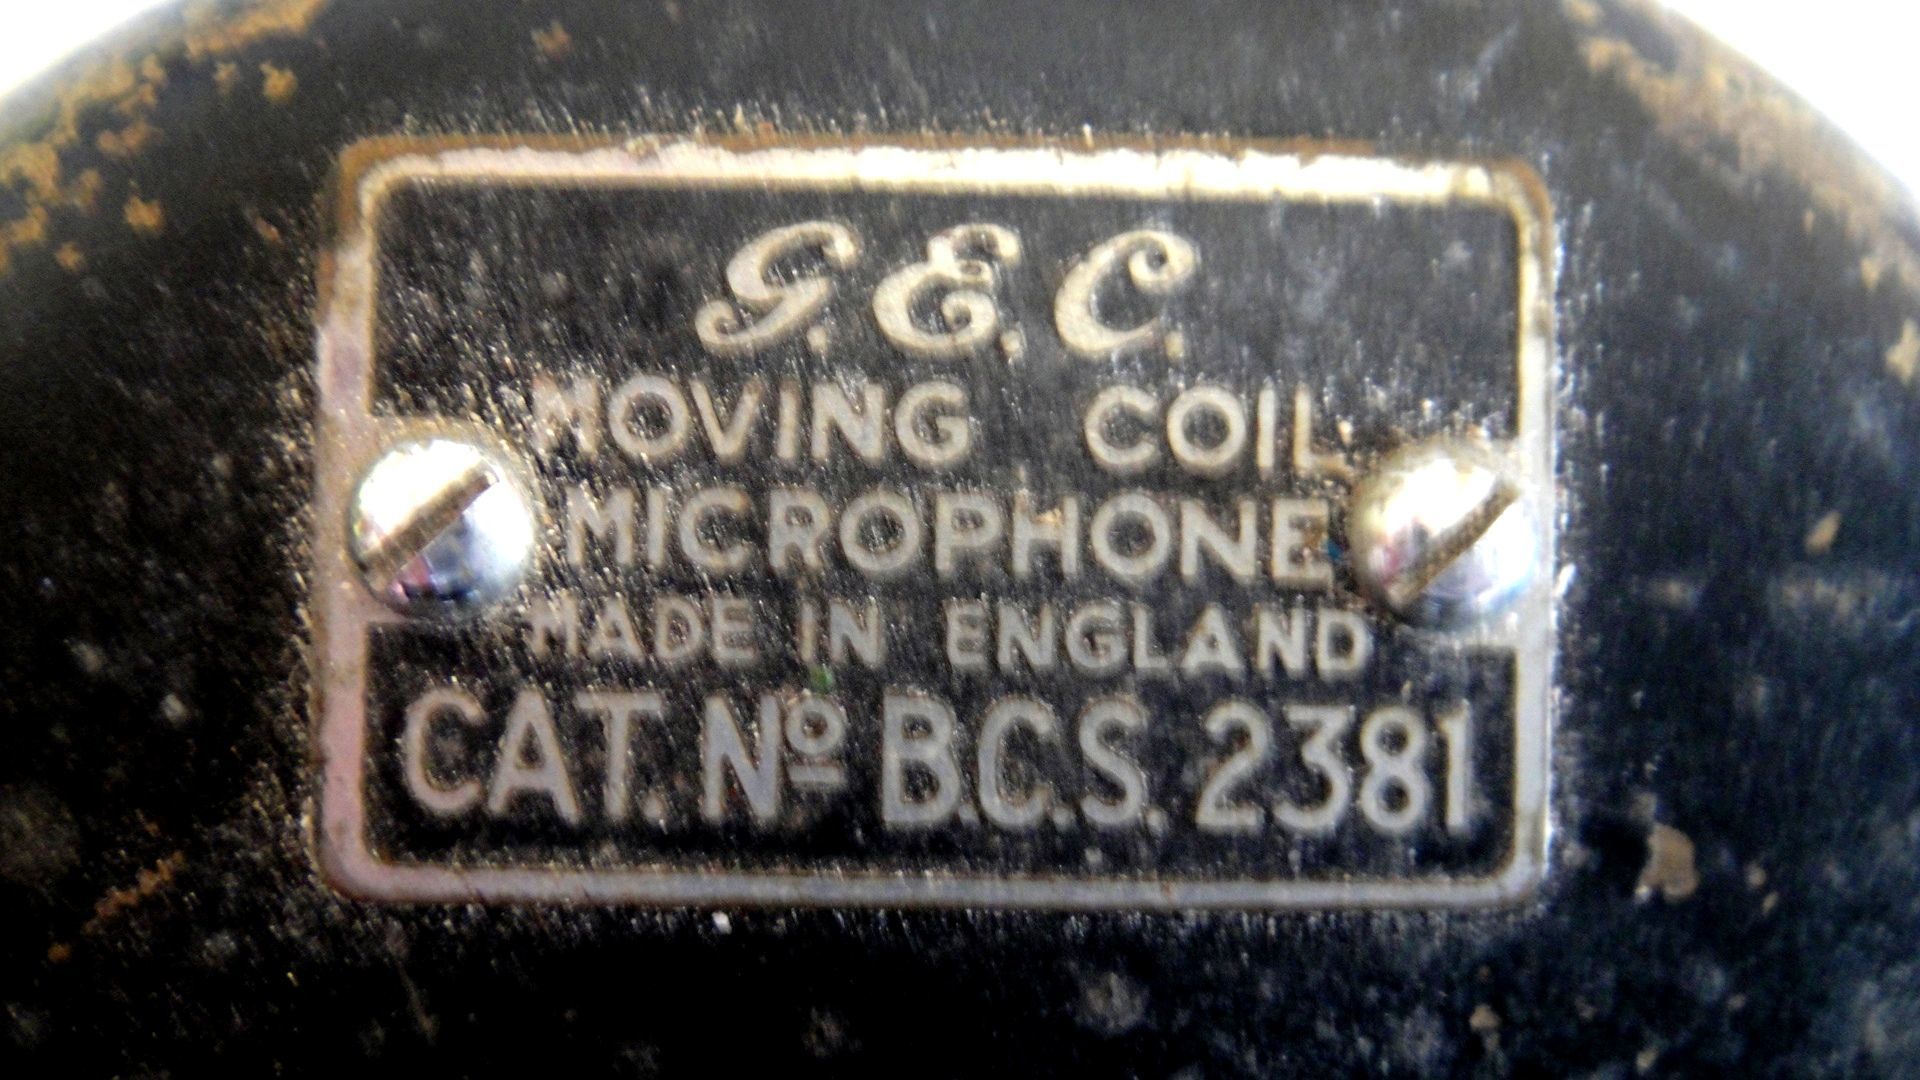 G.E.C.
MOVING COIL
MICROPHONE
MADE IN ENGLAND
CAT. Nº B.C.S. 2381